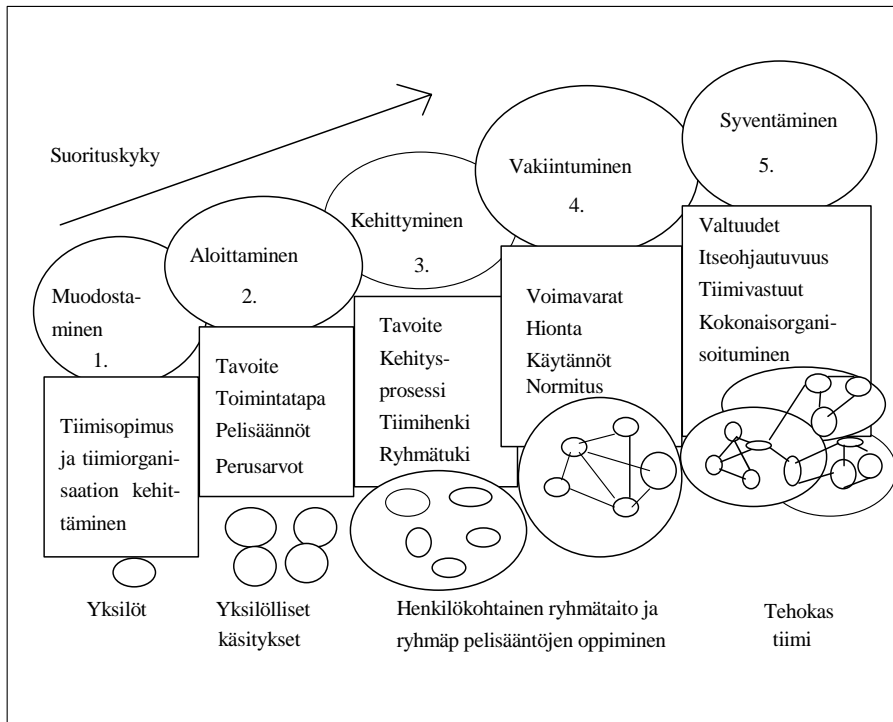 Suorituskyky
Muodosta-
minen
1.
Tiimisopimus
ja tiimiorgani-
saation kehit-
täminen
Yksilöt
Aloittaminen
2.
Tavoite
Toimintatapa
Pelisäännöt
Perusarvot
Yksilölliset
käsitykset
Kehittyminen
3.
Tavoite
Kehitys-
prosessi
Tiimihenki
Ryhmätuki
Vakiintuminen
4.
Voimavarat
Hionta
Käytännöt
Normitus
Henkilökohtainen ryhmätaito ja
ryhmäp pelisääntöjen oppiminen
Syventäminen
5.
Valtuudet
Itseohjautuvuus
Tiimivastuut
Kokonaisorgani-
soituminen
Tehokas
tiimi